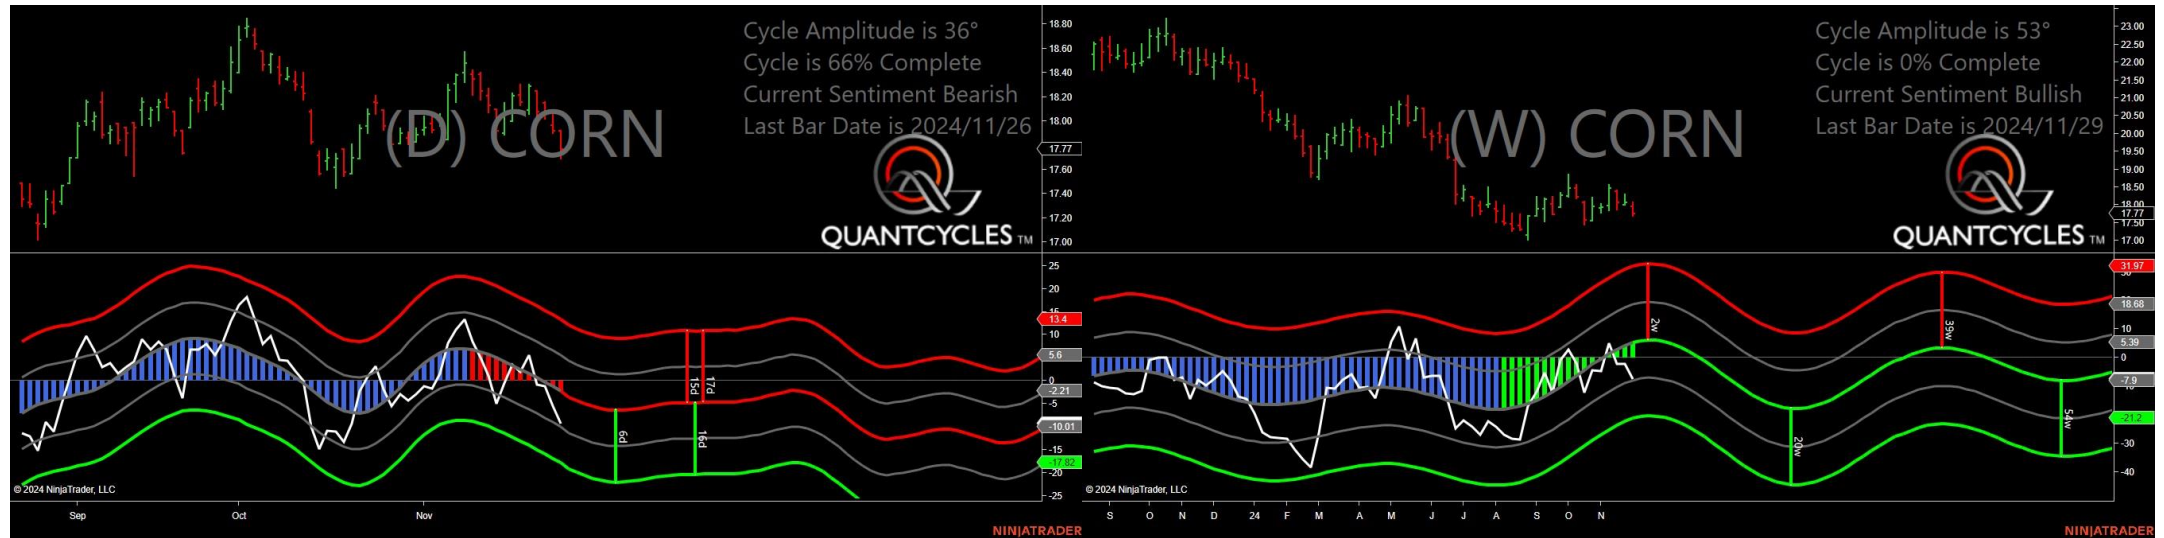 Cycle Amplitude is 36°
Cycle is 66% Complete
Current Sentiment Bearish
Last Bar Date is 2024/11/26
(D) CORN
QUANTCYCLES TM
18.80
18.60
18.40
18.20
18.00
17.77
17.60
17.40
17.20
17.00
25
20
15
13.4
10
5.6
0
-2.21
-5
-10.01
-15
-17.82
-20
-25
6d
15d
17d
16d
© 2024 NinjaTrader, LLC
Sep
Oct
Nov
NINJATRADER
Cycle Amplitude is 53°
Cycle is 0% Complete
Current Sentiment Bullish
Last Bar Date is 2024/11/29
(W) CORN
QUANTCYCLES TM
23.00
22.50
22.00
21.50
21.00
20.50
20.00
19.50
19.00
18.50
18.00
17.77
17.50
17.00
31.97
30
18.68
10
5.39
0
-7.9
-21.2
-30
-40
2w
20w
39w
54w
© 2024 NinjaTrader, LLC
S
O
N
D
24
F
M
A
M
J
J
A
S
O
N
NINJATRADER